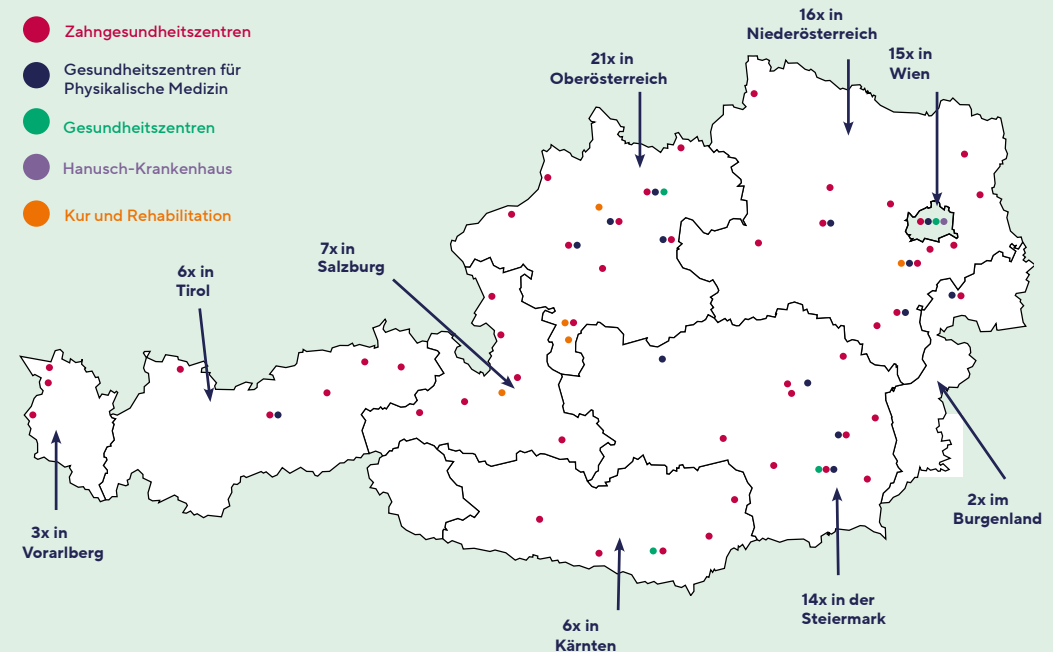 Zahngesundheitszentren
Gesundheitszentren für
Physikalische Medizin
Gesundheitszentren
Hanusch-Krankenhaus
Kur und Rehabilitation
16x in
Niederösterreich
15x in
Wien
21x in
Oberösterreich
7x in
Salzburg
6x in
Tirol
3x in
Vorarlberg
2x im
Burgenland
14x in der
Steiermark
6x in
Kärnten